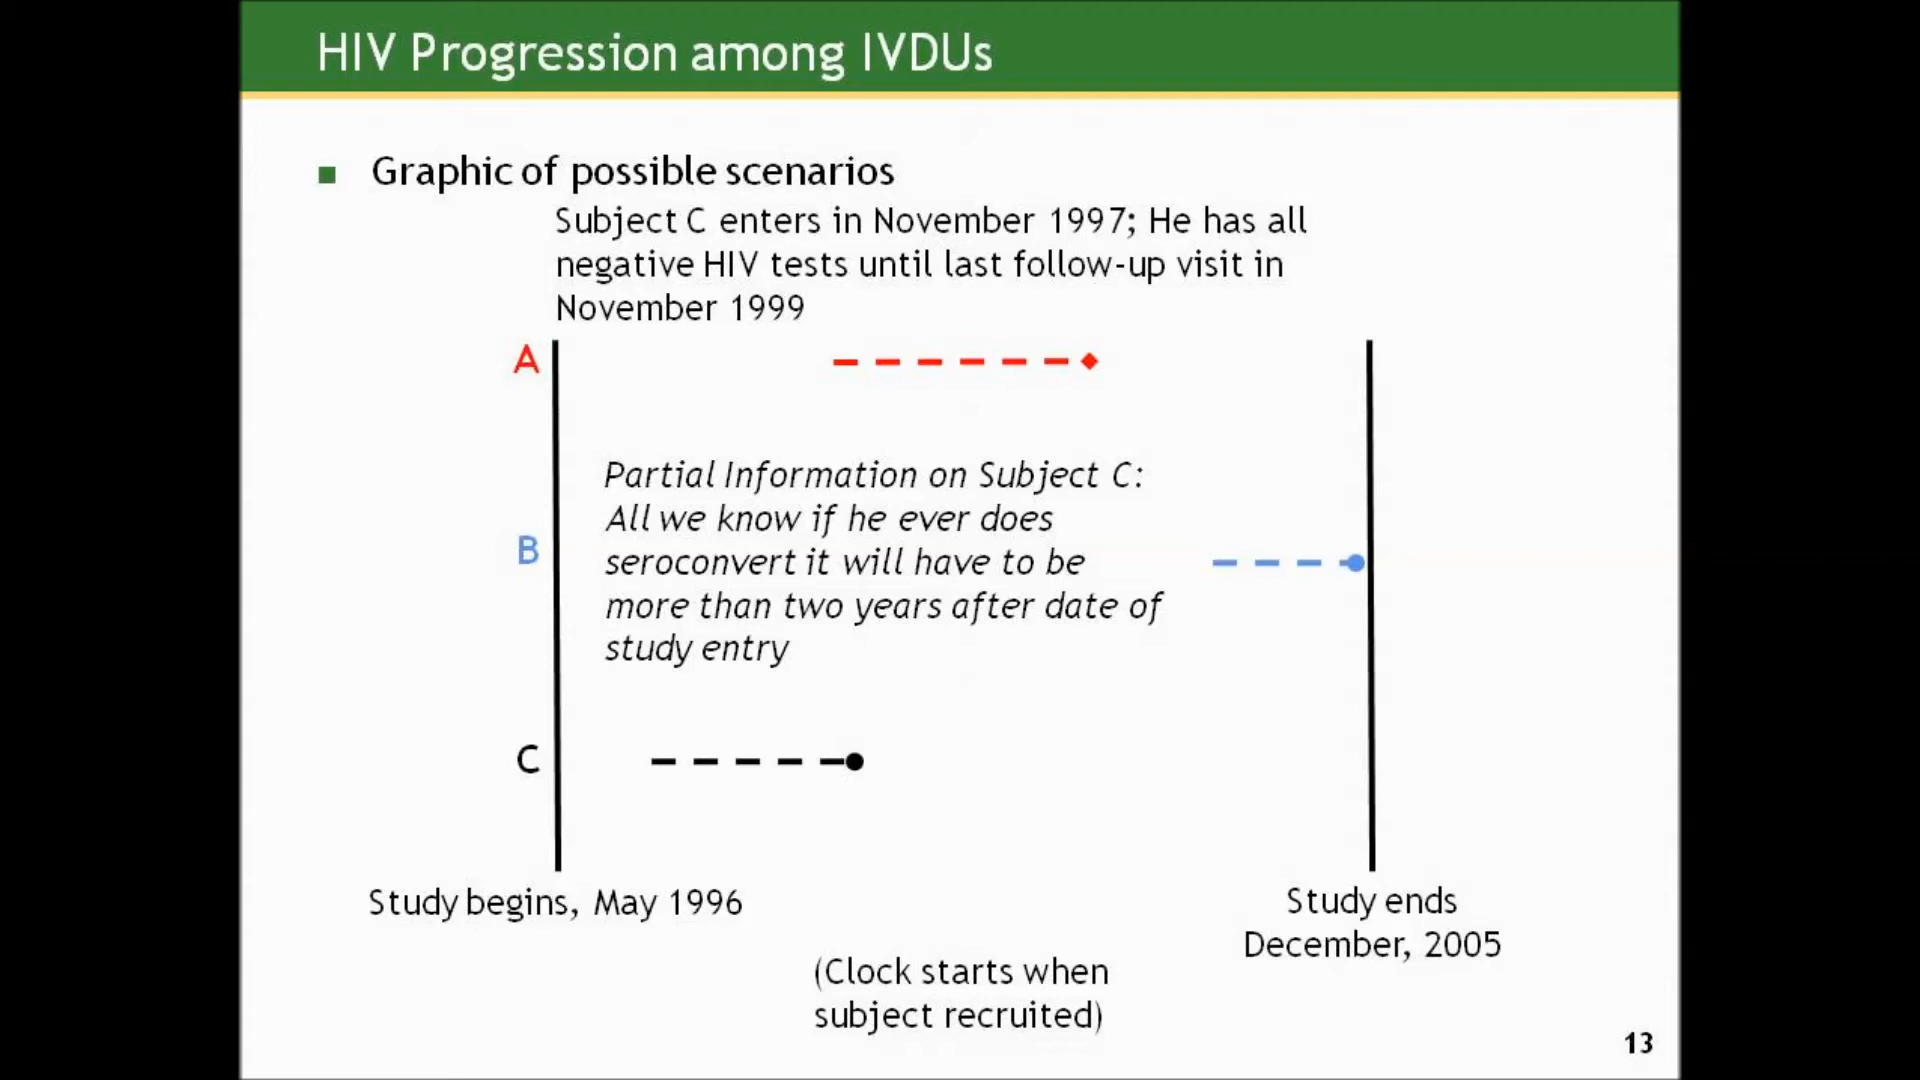 HIV Progression among IVDUs
Graphic of possible scenarios
Subject C enters in November 1997; He has all
negative HIV tests until last follow-up visit in
November 1999
A
Partial Information on Subject C:
All we know if he ever does
seroconvert it will have to be
more than two years after date of
study entry
B
C
Study begins, May 1996
Study ends
December, 2005
(Clock starts when
subject recruited)
13